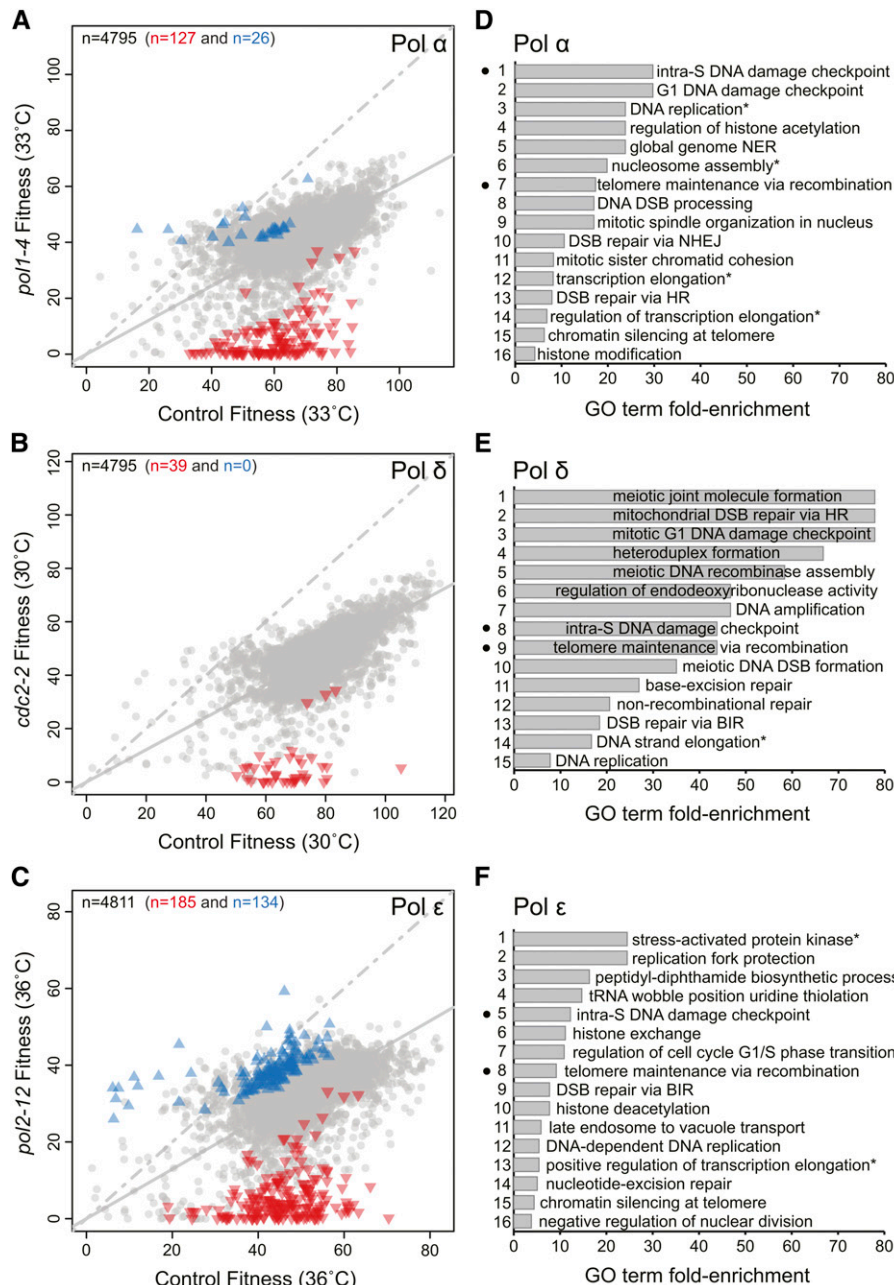 A
n=4795 (n=127 and n=26)
Pol α
100
80
60
40
20
0
pol1-4 Fitness (33˚C)
0 20 40 60 80 100
Control Fitness (33˚C)
B
n=4795 (n=39 and n=0)
Pol δ
120
100
80
60
40
20
0
cdc2-2 Fitness (30˚C)
0 20 40 60 80 100 120
Control Fitness (30˚C)
C
n=4811 (n=185 and n=134)
Pol ε
80
60
40
20
0
pol2-12 Fitness (36˚C)
0 20 40 60 80
Control Fitness (36˚C)
D
Pol α
• 1 intra-S DNA damage checkpoint
2 G1 DNA damage checkpoint
3 DNA replication*
4 regulation of histone acetylation
5 global genome NER
6 nucleosome assembly*
• 7 telomere maintenance via recombination
8 DNA DSB processing
9 mitotic spindle organization in nucleus
10 DSB repair via NHEJ
11 mitotic sister chromatid cohesion
12 transcription elongation*
13 DSB repair via HR
14 regulation of transcription elongation*
15 chromatin silencing at telomere
16 histone modification
0 10 20 30 40 50 60 70 80
GO term fold-enrichment
E
Pol δ
1 meiotic joint molecule formation
2 mitochondrial DSB repair via HR
3 mitotic G1 DNA damage checkpoint
4 heteroduplex formation
5 meiotic DNA recombinase assembly
6 regulation of endodeoxyribonuclease activity
7 DNA amplification
• 8 intra-S DNA damage checkpoint
• 9 telomere maintenance via recombination
10 meiotic DNA DSB formation
11 base-excision repair
12 non-recombinational repair
13 DSB repair via BIR
14 DNA strand elongation*
15 DNA replication
0 10 20 30 40 50 60 70 80
GO term fold-enrichment
F
Pol ε
1 stress-activated protein kinase*
2 replication fork protection
3 peptidyl-diphthamide biosynthetic process
4 tRNA wobble position uridine thiolation
• 5 intra-S DNA damage checkpoint
6 histone exchange
7 regulation of cell cycle G1/S phase transition
• 8 telomere maintenance via recombination
9 DSB repair via BIR
10 histone deacetylation
11 late endosome to vacuole transport
12 DNA-dependent DNA replication
13 positive regulation of transcription elongation*
14 nucleotide-excision repair
15 chromatin silencing at telomere
16 negative regulation of nuclear division
0 10 20 30 40 50 60 70 80
GO term fold-enrichment